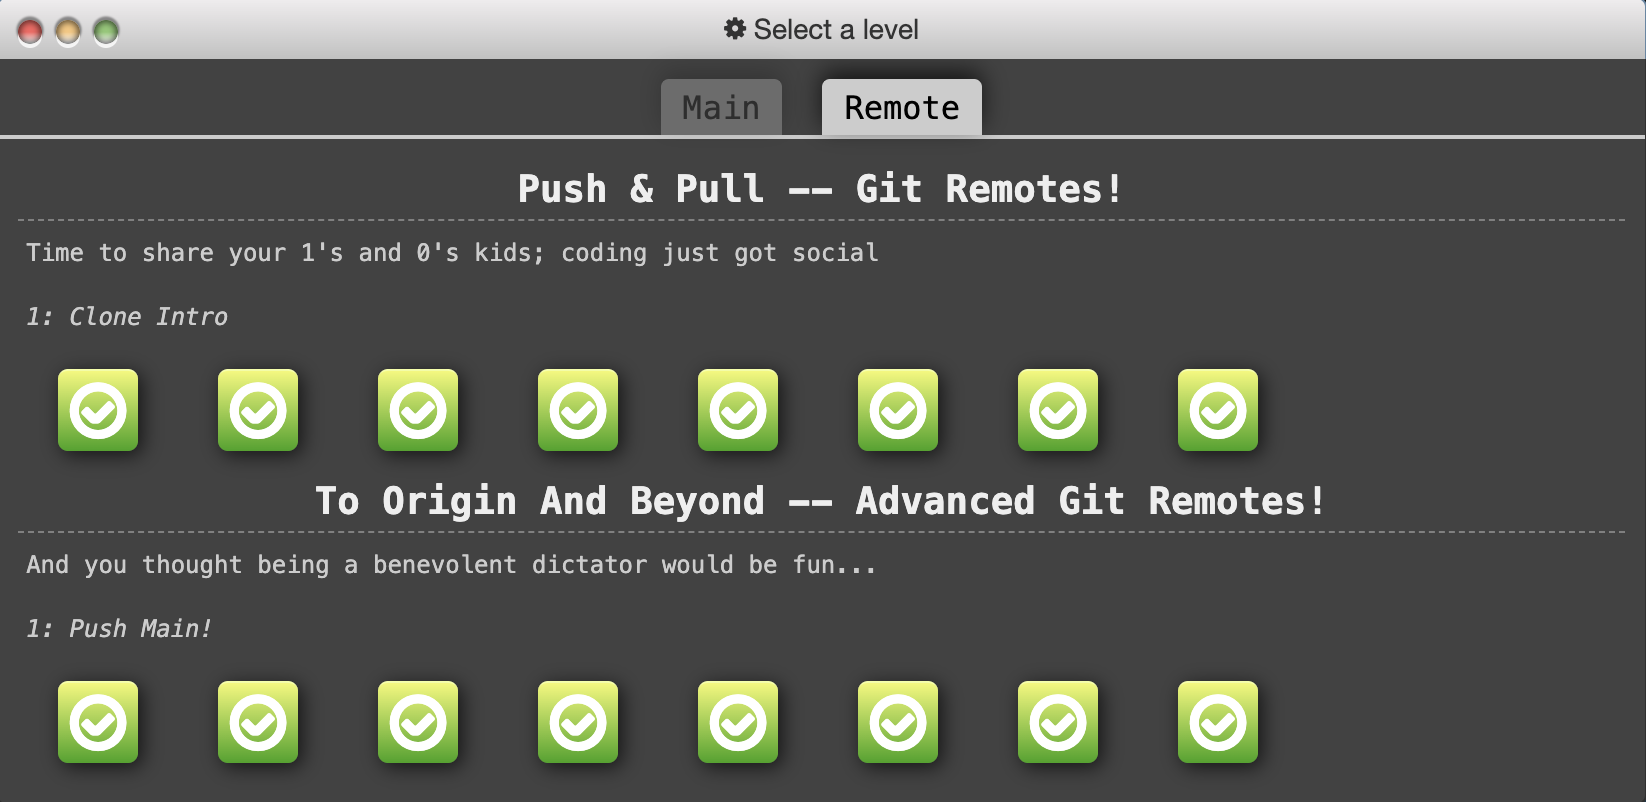 Select a level
Main
Remote
Push & Pull -- Git Remotes!
Time to share your 1's and 0's kids; coding just got social
1: Clone Intro
To Origin And Beyond -- Advanced Git Remotes!
And you thought being a benevolent dictator would be fun...
1: Push Main!